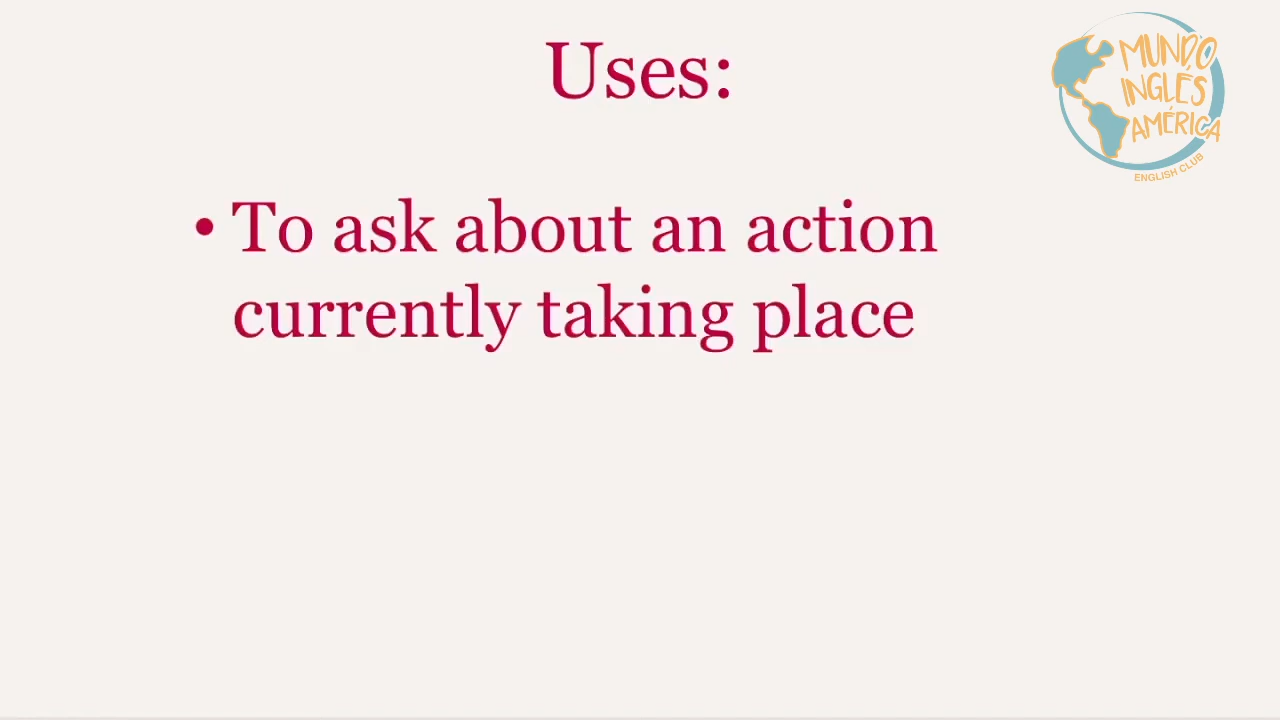 Uses:
MUNDO
INGLÉS
AMÉRICA
ENGLISH CLUB
• To ask about an action
currently taking place